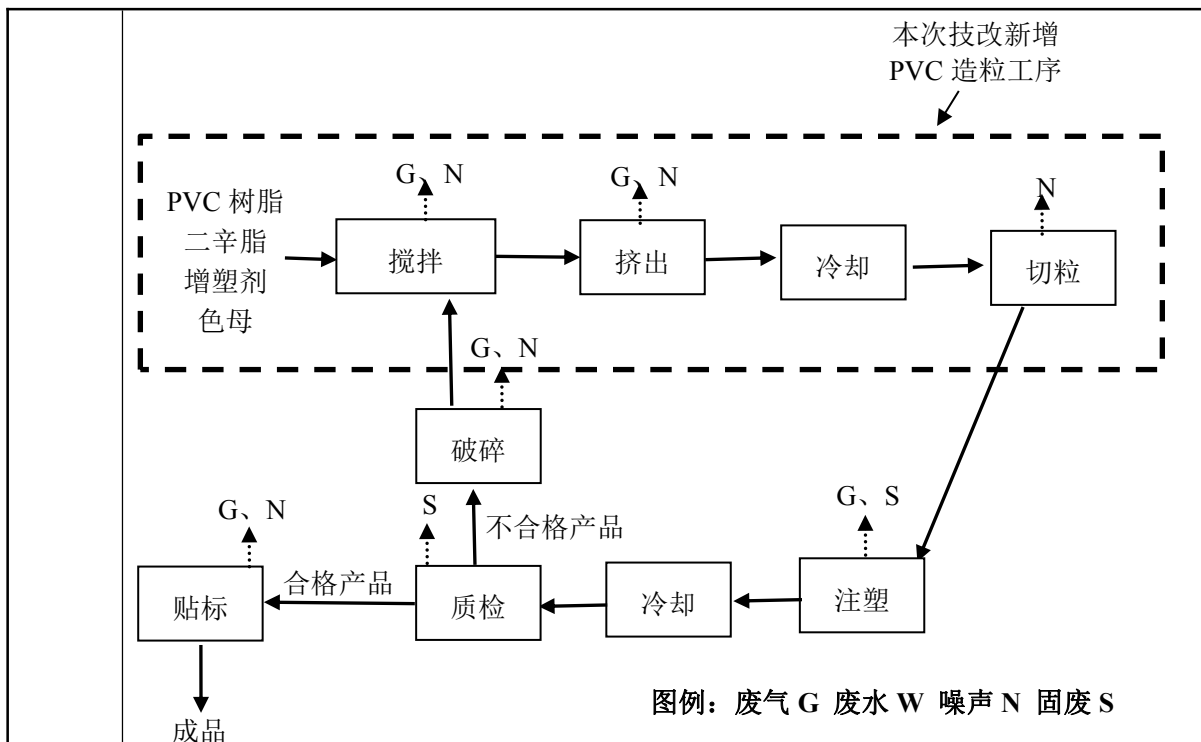 本次技改新增
PVC 造粒工序
G、N
G、N
N
PVC 树脂
二辛脂
增塑剂
色母
搅拌
挤出
冷却
切粒
G、N
破碎
G、N
S
不合格产品
G、S
贴标
合格产品
质检
冷却
注塑
成品
图例：废气 G 废水 W 噪声 N 固废 S